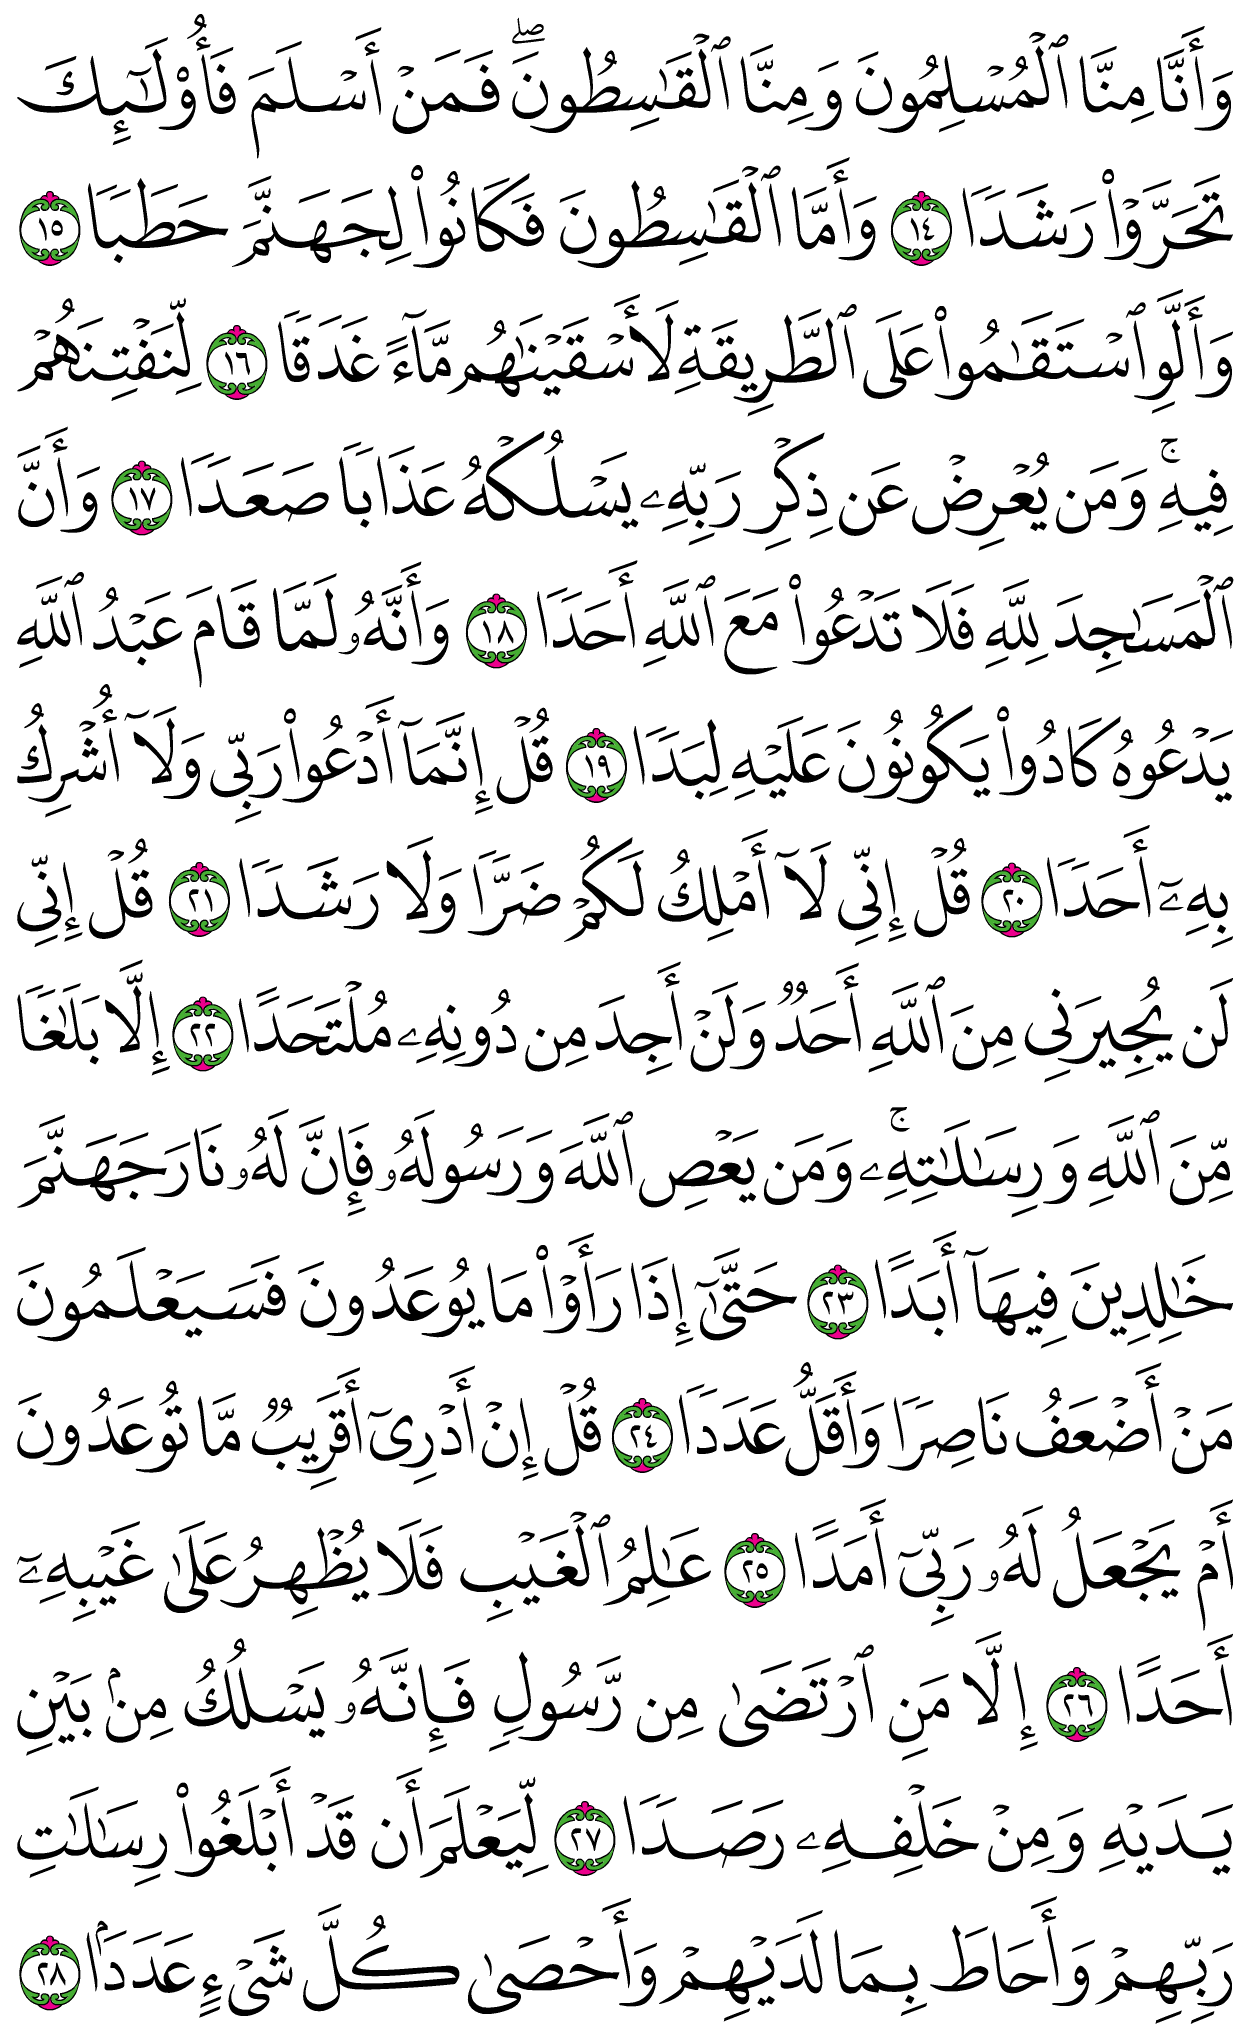 وَأَنَّا مِنَّا ٱلۡمُسۡلِمُونَ وَمِنَّا ٱلۡقَٰسِطُونَۖ فَمَنۡ أَسۡلَمَ فَأُوْلَٰٓئِكَ
تَحَرَّوۡاْ رَشَدٗا ١٤ وَأَمَّا ٱلۡقَٰسِطُونَ فَكَانُواْ لِجَهَنَّمَ حَطَبٗا ١٥
وَأَلَّوِ ٱسۡتَقَٰمُواْ عَلَى ٱلطَّرِيقَةِ لَأَسۡقَيۡنَٰهُم مَّآءً غَدَقٗا ١٦ لِّنَفۡتِنَهُمۡ
فِيهِۚ وَمَن يُعۡرِضۡ عَن ذِكۡرِ رَبِّهِۦ يَسۡلُكۡهُ عَذَابٗا صَعَدٗا ١٧ وَأَنَّ
ٱلۡمَسَٰجِدَ لِلَّهِ فَلَا تَدۡعُواْ مَعَ ٱللَّهِ أَحَدٗا ١٨ وَأَنَّهُۥ لَمَّا قَامَ عَبۡدُ ٱللَّهِ
يَدۡعُوهُ كَادُواْ يَكُونُونَ عَلَيۡهِ لِبَدٗا ١٩ قُلۡ إِنَّمَآ أَدۡعُواْ رَبِّي وَلَآ أُشۡرِكُ
بِهِۦٓ أَحَدٗا ٢٠ قُلۡ إِنِّي لَآ أَمۡلِكُ لَكُمۡ ضَرّٗا وَلَا رَشَدٗا ٢١ قُلۡ إِنِّي
لَن يُجِيرَنِي مِنَ ٱللَّهِ أَحَدٞ وَلَنۡ أَجِدَ مِن دُونِهِۦ مُلۡتَحَدًا ٢٢ إِلَّا بَلَٰغٗا
مِّنَ ٱللَّهِ وَرِسَٰلَٰتِهِۦۚ وَمَن يَعۡصِ ٱللَّهَ وَرَسُولَهُۥ فَإِنَّ لَهُۥ نَارَ جَهَنَّمَ
خَٰلِدِينَ فِيهَآ أَبَدًا ٢٣ حَتَّىٰٓ إِذَا رَأَوۡاْ مَا يُوعَدُونَ فَسَيَعۡلَمُونَ
مَنۡ أَضۡعَفُ نَاصِرٗا وَأَقَلُّ عَدَدٗا ٢٤ قُلۡ إِنۡ أَدۡرِيٓ أَقَرِيبٞ مَّا تُوعَدُونَ
أَمۡ يَجۡعَلُ لَهُۥ رَبِّيٓ أَمَدًا ٢٥ عَٰلِمُ ٱلۡغَيۡبِ فَلَا يُظۡهِرُ عَلَىٰ غَيۡبِهِۦٓ
أَحَدًا ٢٦ إِلَّا مَنِ ٱرۡتَضَىٰ مِن رَّسُولٖ فَإِنَّهُۥ يَسۡلُكُ مِنۢ بَيۡنِ
يَدَيۡهِ وَمِنۡ خَلۡفِهِۦ رَصَدٗا ٢٧ لِّيَعۡلَمَ أَن قَدۡ أَبۡلَغُواْ رِسَٰلَٰتِ
رَبِّهِمۡ وَأَحَاطَ بِمَا لَدَيۡهِمۡ وَأَحۡصَىٰ كُلَّ شَيۡءٍ عَدَدَۢا ٢٨